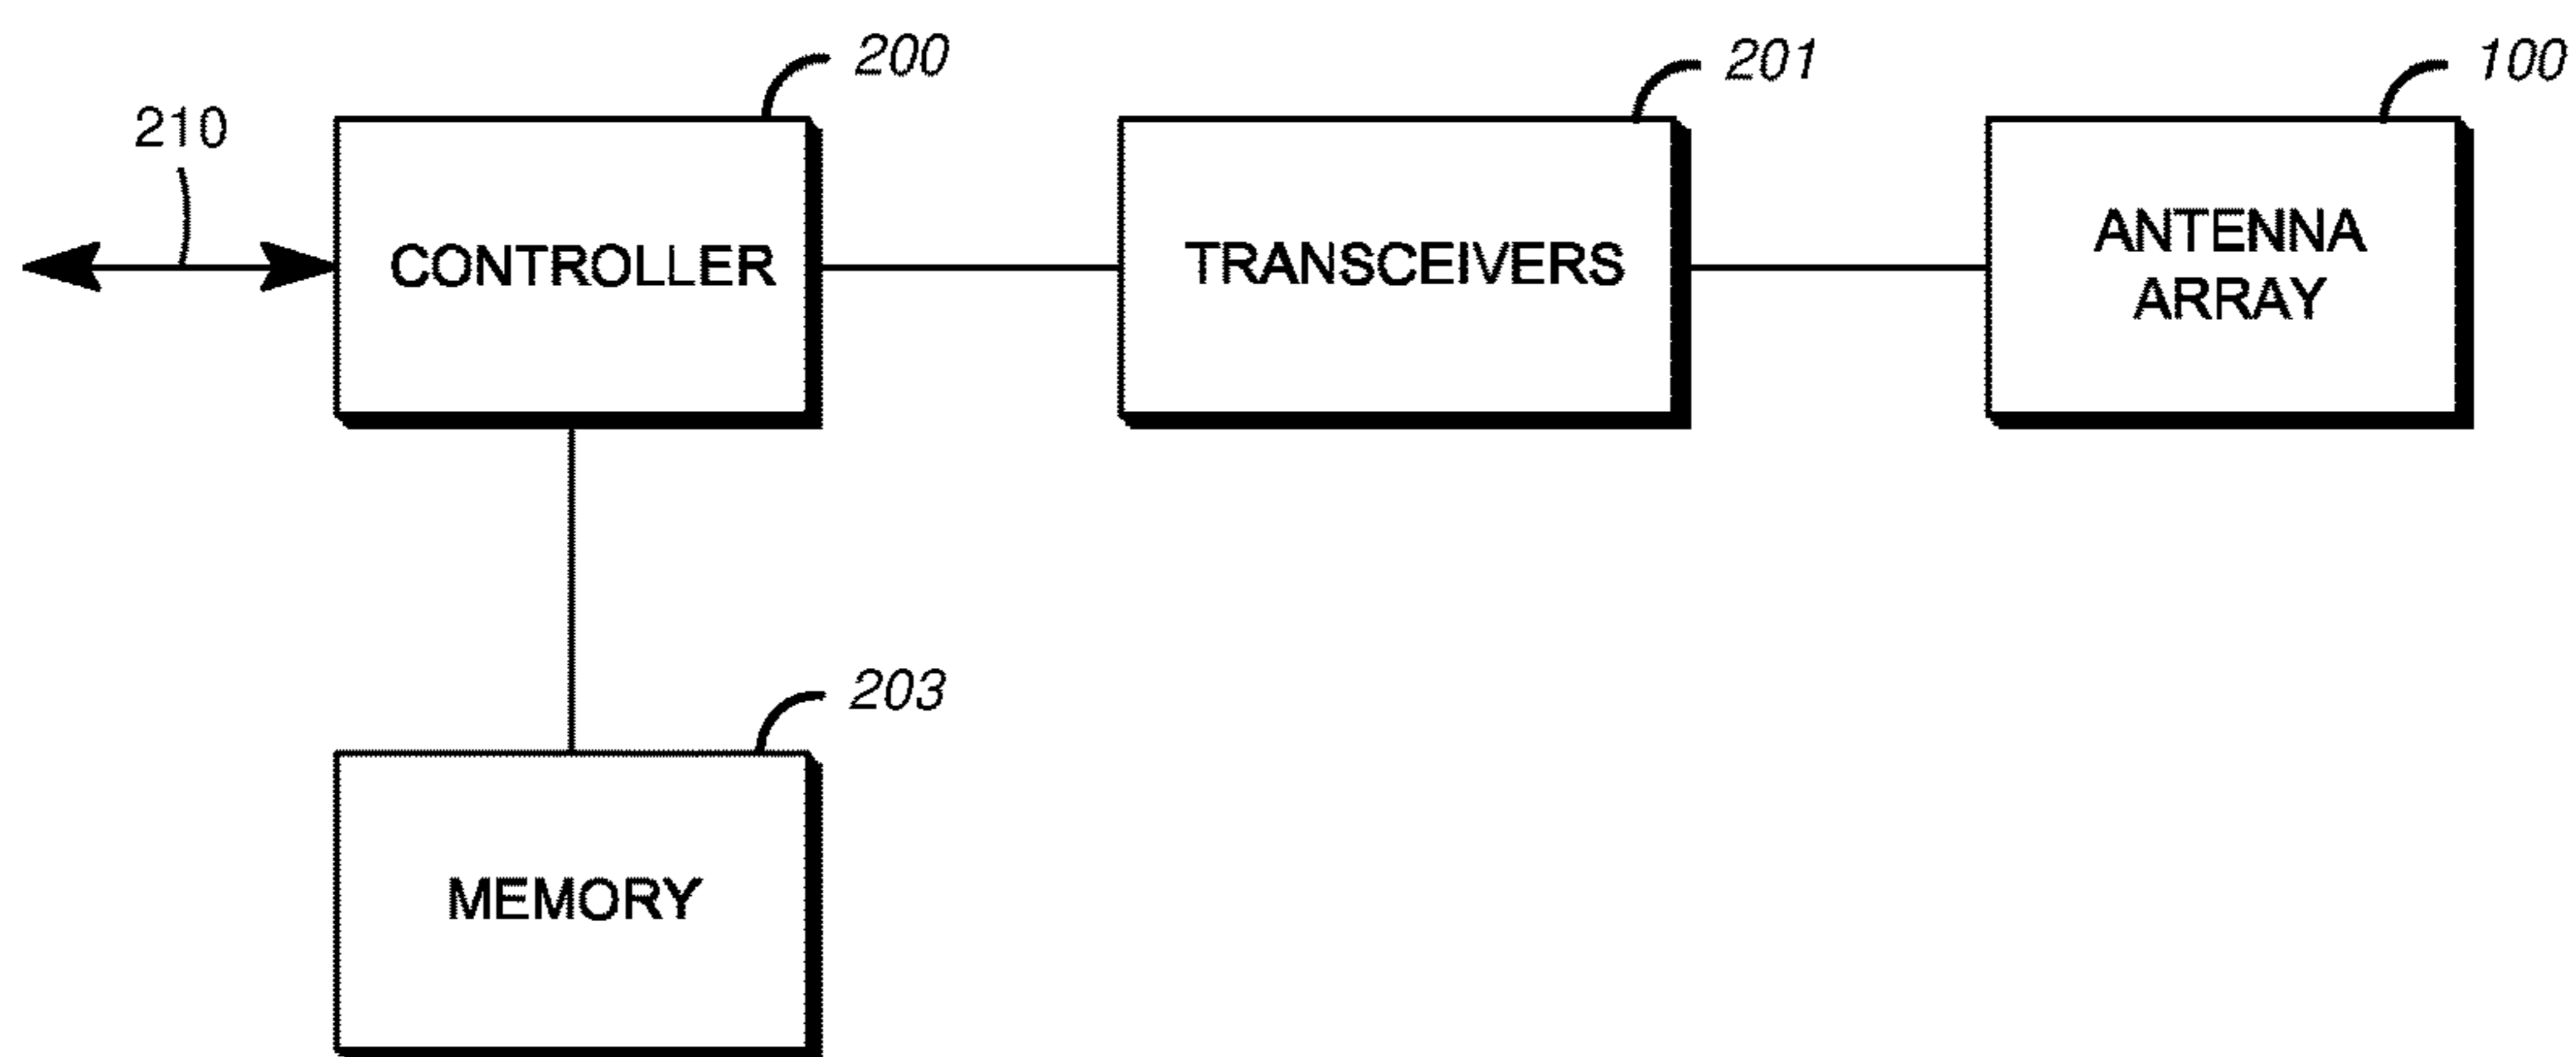 200
201
100
210
CONTROLLER
TRANSCEIVERS
ANTENNA
ARRAY
203
MEMORY